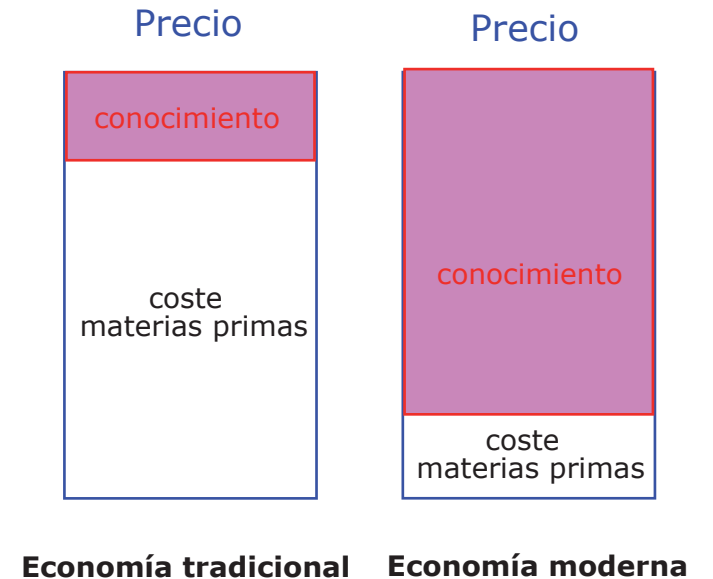 Precio
conocimiento
coste
materias primas
Economía tradicional
Precio
conocimiento
coste
materias primas
Economía moderna